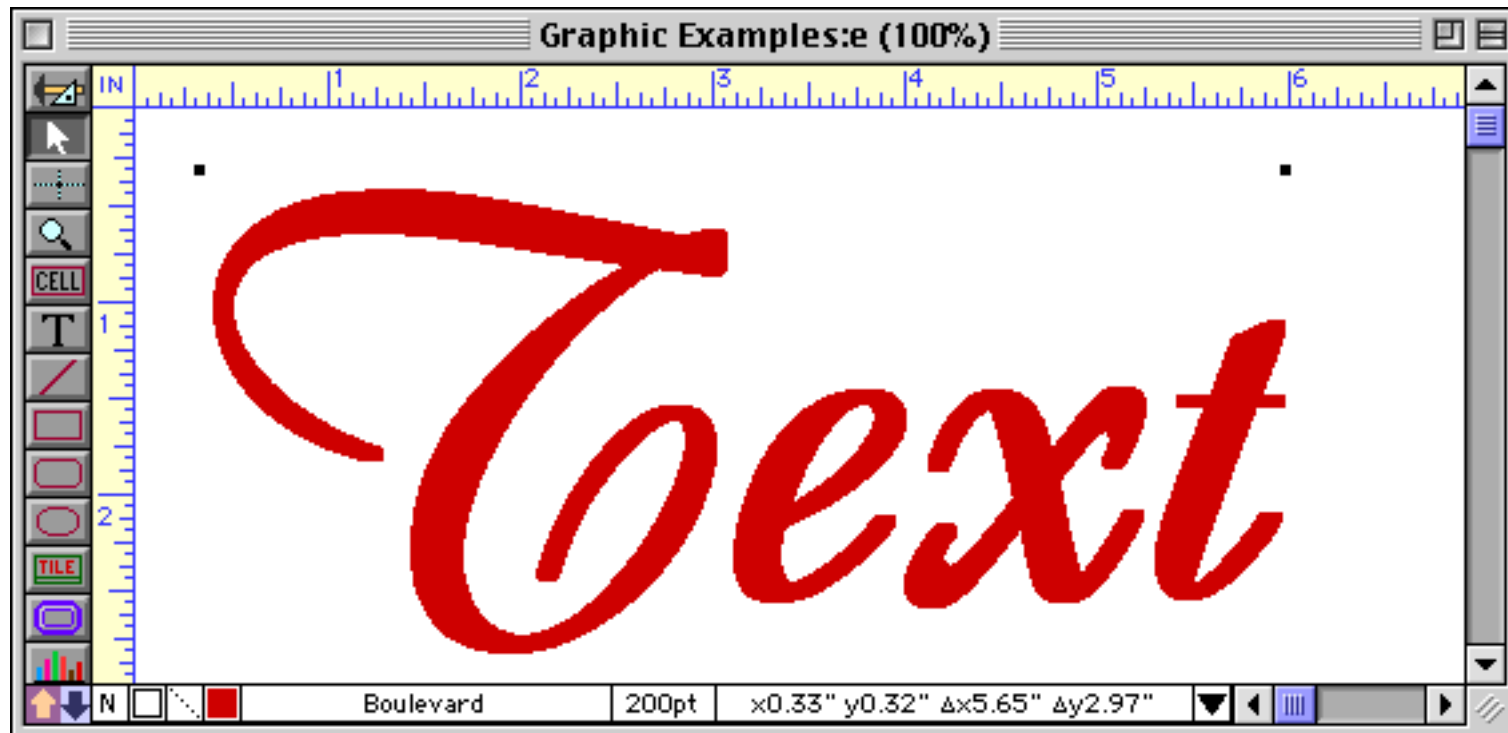 Graphic Examples:e (100%)
IN 1 2 3 4 5 6
CELL
T
1
2
TILE
Text
N Boulevard 200pt x0.33" y0.32" Δx5.65" Δy2.97"